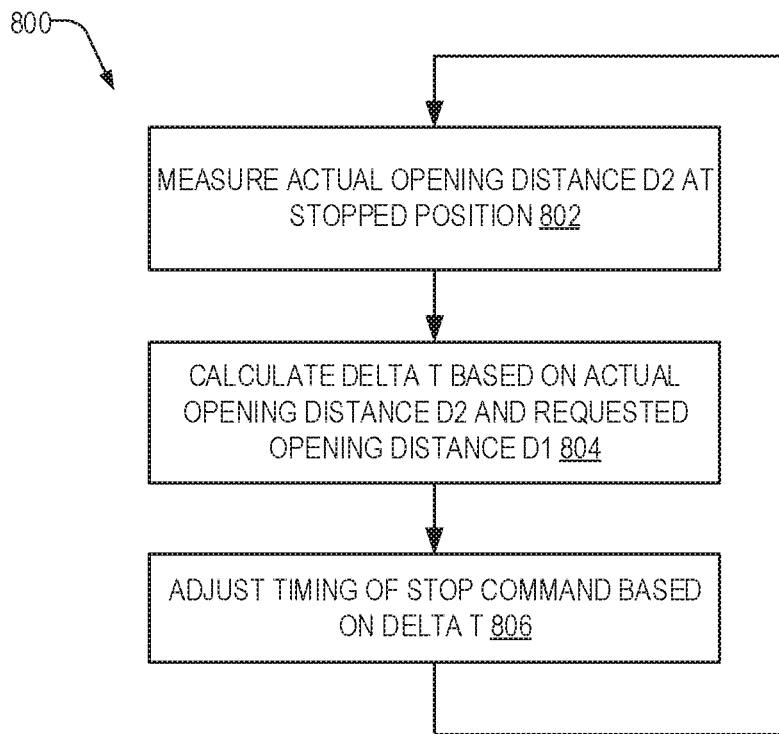 800
MEASURE ACTUAL OPENING DISTANCE D2 AT
STOPPED POSITION 802
CALCULATE DELTA T BASED ON ACTUAL
OPENING DISTANCE D2 AND REQUESTED
OPENING DISTANCE D1 804
ADJUST TIMING OF STOP COMMAND BASED
ON DELTA T 806